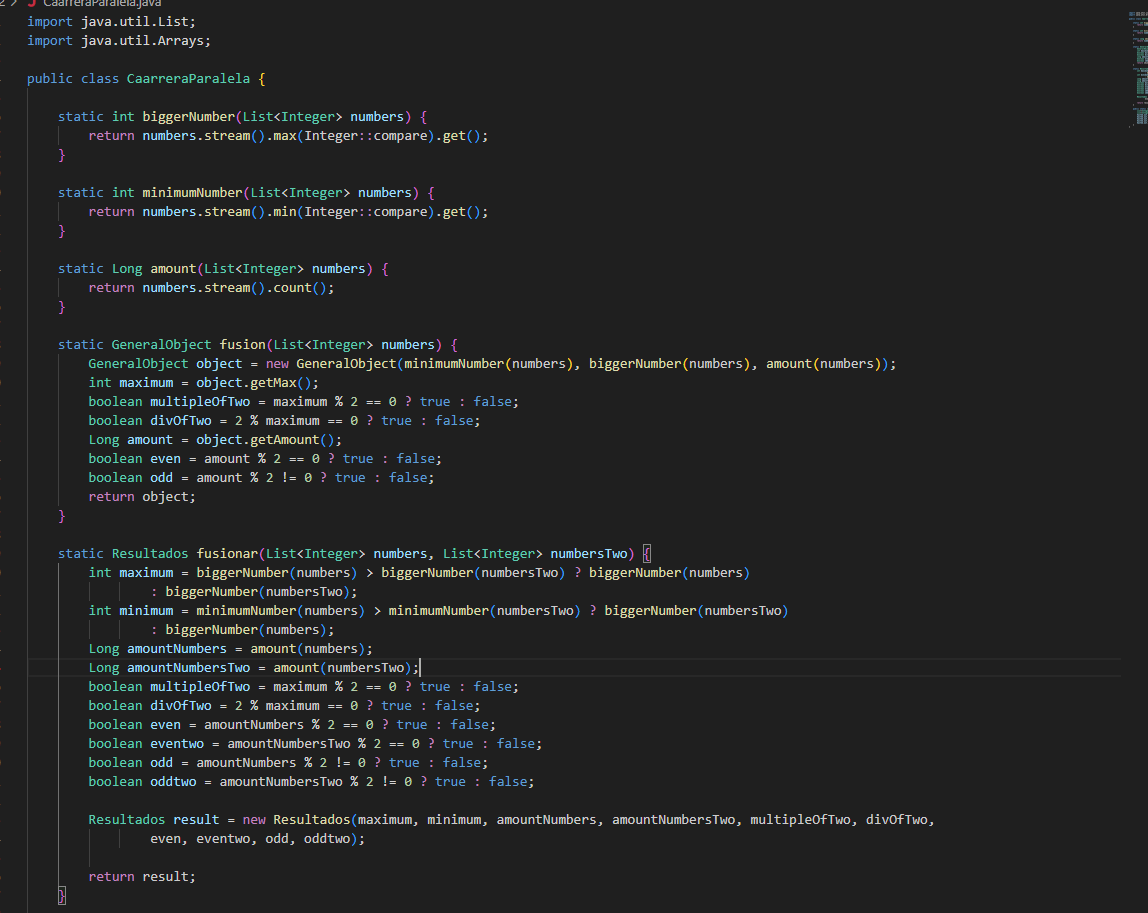 2 > J CaarreraParalela.java
import java.util.List;
import java.util.Arrays;
public class CaarreraParalela {
static int biggerNumber(List<Integer> numbers) {
return numbers.stream().max(Integer::compare).get();
}
static int minimumNumber(List<Integer> numbers) {
return numbers.stream().min(Integer::compare).get();
}
static Long amount(List<Integer> numbers) {
return numbers.stream().count();
}
static GeneralObject fusion(List<Integer> numbers) {
GeneralObject object = new GeneralObject(minimumNumber(numbers), biggerNumber(numbers), amount(numbers));
int maximum = object.getMax();
boolean multipleOfTwo = maximum % 2 == 0 ? true : false;
boolean divOfTwo = 2 % maximum == 0 ? true : false;
Long amount = object.getAmount();
boolean even = amount % 2 == 0 ? true : false;
boolean odd = amount % 2 != 0 ? true : false;
return object;
}
static Resultados fusionar(List<Integer> numbers, List<Integer> numbersTwo) {
int maximum = biggerNumber(numbers) > biggerNumber(numbersTwo) ? biggerNumber(numbers)
: biggerNumber(numbersTwo);
int minimum = minimumNumber(numbers) > minimumNumber(numbersTwo) ? biggerNumber(numbersTwo)
: biggerNumber(numbers);
Long amountNumbers = amount(numbers);
Long amountNumbersTwo = amount(numbersTwo);
boolean multipleOfTwo = maximum % 2 == 0 ? true : false;
boolean divOfTwo = 2 % maximum == 0 ? true : false;
boolean even = amountNumbers % 2 == 0 ? true : false;
boolean eventwo = amountNumbersTwo % 2 == 0 ? true : false;
boolean odd = amountNumbers % 2 != 0 ? true : false;
boolean oddtwo = amountNumbersTwo % 2 != 0 ? true : false;
Resultados result = new Resultados(maximum, minimum, amountNumbers, amountNumbersTwo, multipleOfTwo, divOfTwo,
even, eventwo, odd, oddtwo);
return result;
}